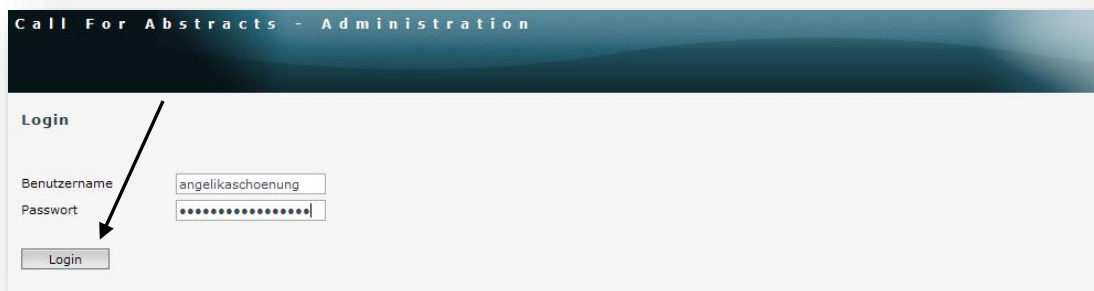 Call For Abstracts - Administration
Login
Benutzername angelikaschoenung
Passwort •••••••••••••••••
Login